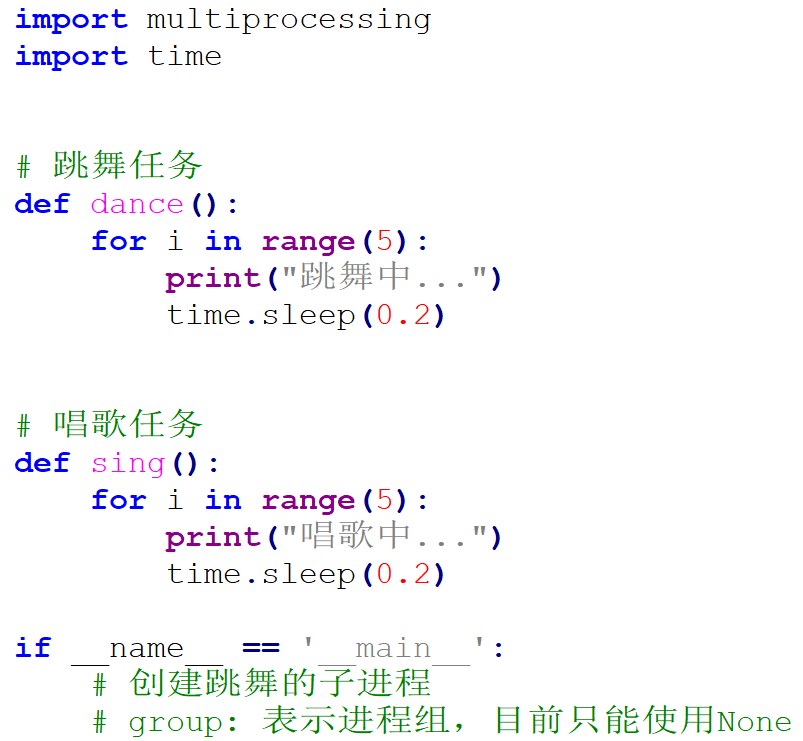 import multiprocessing
import time
# 跳舞任务
def dance():
    for i in range(5):
        print("跳舞中...")
        time.sleep(0.2)
# 唱歌任务
def sing():
    for i in range(5):
        print("唱歌中...")
        time.sleep(0.2)
if __name__ == '__main__':
    # 创建跳舞的子进程
    # group: 表示进程组，目前只能使用None